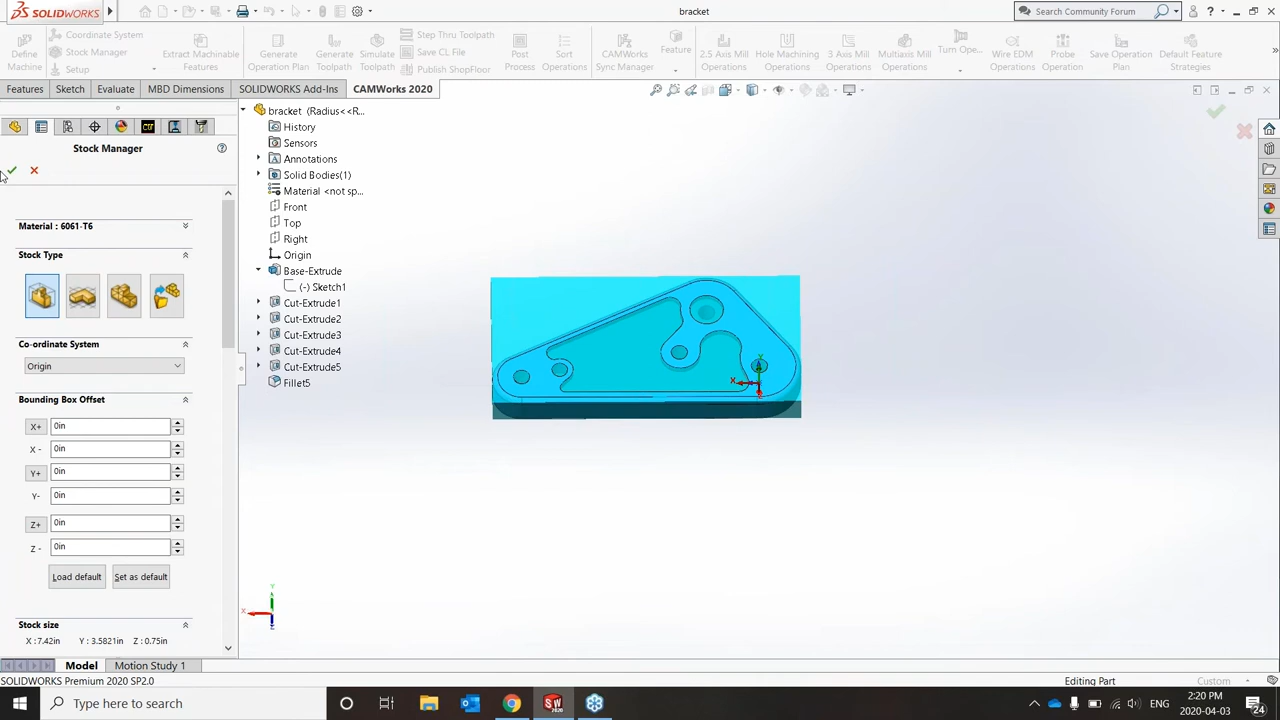 SOLIDWORKS
bracket
Search Community Forum
Define Machine
Coordinate System
Stock Manager
Setup
Extract Machinable Features
Generate Operation Plan
Generate Toolpath
Simulate Toolpath
Step Thru Toolpath
Save CL File
Publish ShopFloor
Post Process
Sort Operations
CAMWorks Sync Manager
Feature
2.5 Axis Mill Operations
Hole Machining Operations
3 Axis Mill Operations
Multiaxis Mill Operations
Turn Ope...
Wire EDM Operations
Probe Operation
Save Operation Plan
Default Feature Strategies
Features
Sketch
Evaluate
MBD Dimensions
SOLIDWORKS Add-Ins
CAMWorks 2020
Stock Manager
Material : 6061-T6
Stock Type
Co-ordinate System
Origin
Bounding Box Offset
X+ 0in
X - 0in
Y+ 0in
Y- 0in
Z+ 0in
Z - 0in
Load default
Set as default
Stock size
X :7.42in Y : 3.5821in Z : 0.75in
bracket (Radius<<R...
History
Sensors
Annotations
Solid Bodies(1)
Material <not sp...
Front
Top
Right
Origin
Base-Extrude
(-) Sketch1
Cut-Extrude1
Cut-Extrude2
Cut-Extrude3
Cut-Extrude4
Cut-Extrude5
Fillet5
X
Y
Z
Y
X
Z
Model
Motion Study 1
SOLIDWORKS Premium 2020 SP2.0
Editing Part
Custom
Type here to search
ENG
2:20 PM
2020-04-03
24